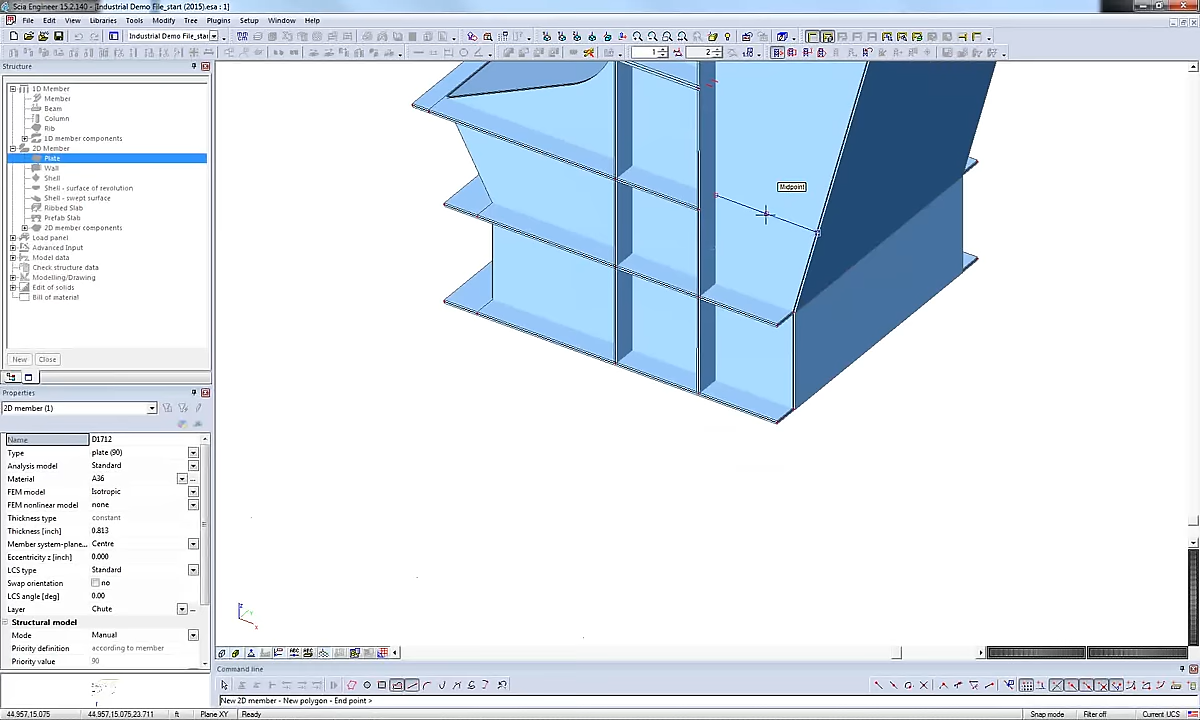 Scia Engineer 15.2.140 - [Industrial Demo File_start (2015).esa : 1]
File Edit View Libraries Tools Modify Tree Plugins Setup Window Help
Industrial Demo File_star
1 2
Structure
1D Member
Member
Beam
Column
Rib
1D member components
2D Member
Plate
Wall
Shell
Shell - surface of revolution
Shell - swept surface
Ribbed Slab
Prefab Slab
2D member components
Load panel
Advanced Input
Model data
Check structure data
Modelling/Drawing
Edit of solids
Bill of material
New Close
Properties
2D member (1)
Name D1712
Type plate (90)
Analysis model Standard
Material A36
FEM model Isotropic
FEM nonlinear model none
Thickness type constant
Thickness [inch] 0.813
Member system-plane... Centre
Eccentricity z [inch] 0.000
LCS type Standard
Swap orientation no
LCS angle [deg] 0.00
Layer Chute
Structural model
Mode Manual
Priority definition according to member
Priority value 90
Midpoint
z
y
x
Command line
New 2D member - New polygon - End point >
44.957,15.075 44.957,15.075,23.711 ft Plane XY Ready Snap mode Filter off Current UCS